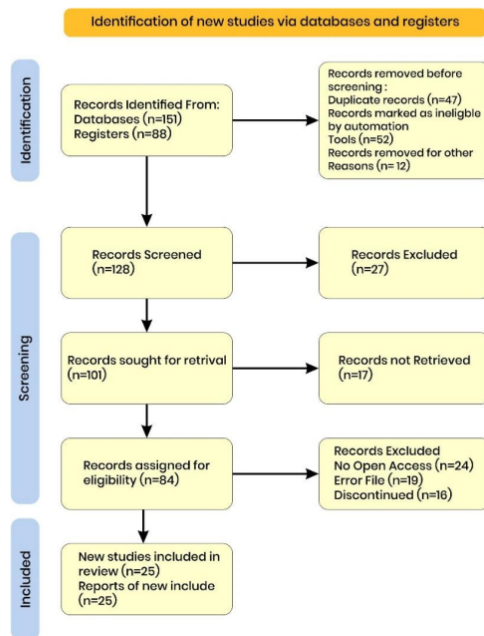 Identification of new studies via databases and registers
Identification
Records Identified From:
Databases (n=151)
Registers (n=88)
Records removed before
screening :
Duplicate records (n=47)
Records marked as ineligible
by automation
Tools (n=52)
Records removed for other
Reasons (n= 12)
Screening
Records Screened
(n=128)
Records Excluded
(n=27)
Records sought for retrival
(n=101)
Records not Retrieved
(n=17)
Records assigned for
eligibility (n=84)
Records Excluded
No Open Access (n=24)
Error File (n=19)
Discontinued (n=16)
Included
New studies included in
review (n=25)
Reports of new include
(n=25)